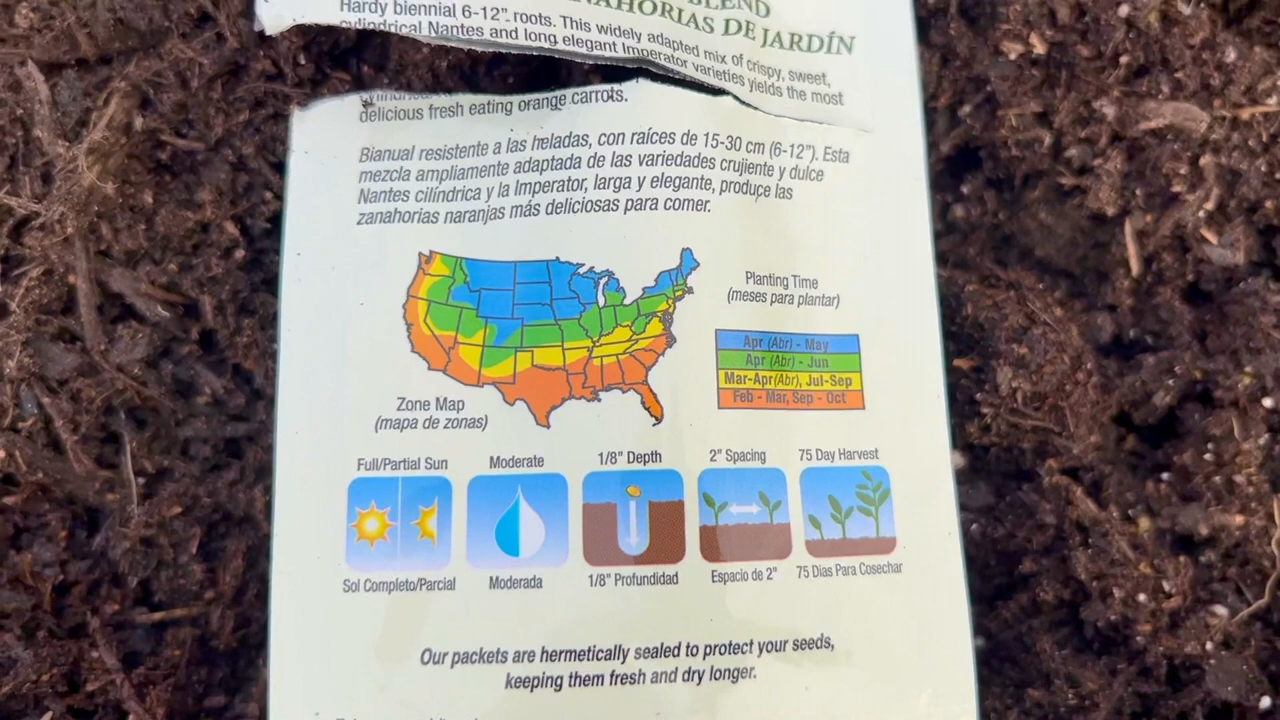 BLEND
NAHORIAS DE JARDÍN
Hardy biennial 6-12" roots. This widely adapted mix of crispy, sweet,
cylindrical Nantes and long elegant Imperator varieties yields the most
delicious fresh eating orange carrots.
Bianual resistente a las heladas, con raíces de 15-30 cm (6-12"). Esta
mezcla ampliamente adaptada de las variedades crujiente y dulce
Nantes cilíndrica y la Imperator, larga y elegante, produce las
zanahorias naranjas más deliciosas para comer.
Planting Time
(meses para plantar)
Apr (Abr) - May
Apr (Abr) - Jun
Mar-Apr(Abr), Jul-Sep
Feb - Mar, Sep - Oct
Zone Map
(mapa de zonas)
Full/Partial Sun
Moderate
1/8" Depth
2" Spacing
75 Day Harvest
Sol Completo/Parcial
Moderada
1/8" Profundidad
Espacio de 2"
75 Dias Para Cosechar
Our packets are hermetically sealed to protect your seeds,
keeping them fresh and dry longer.